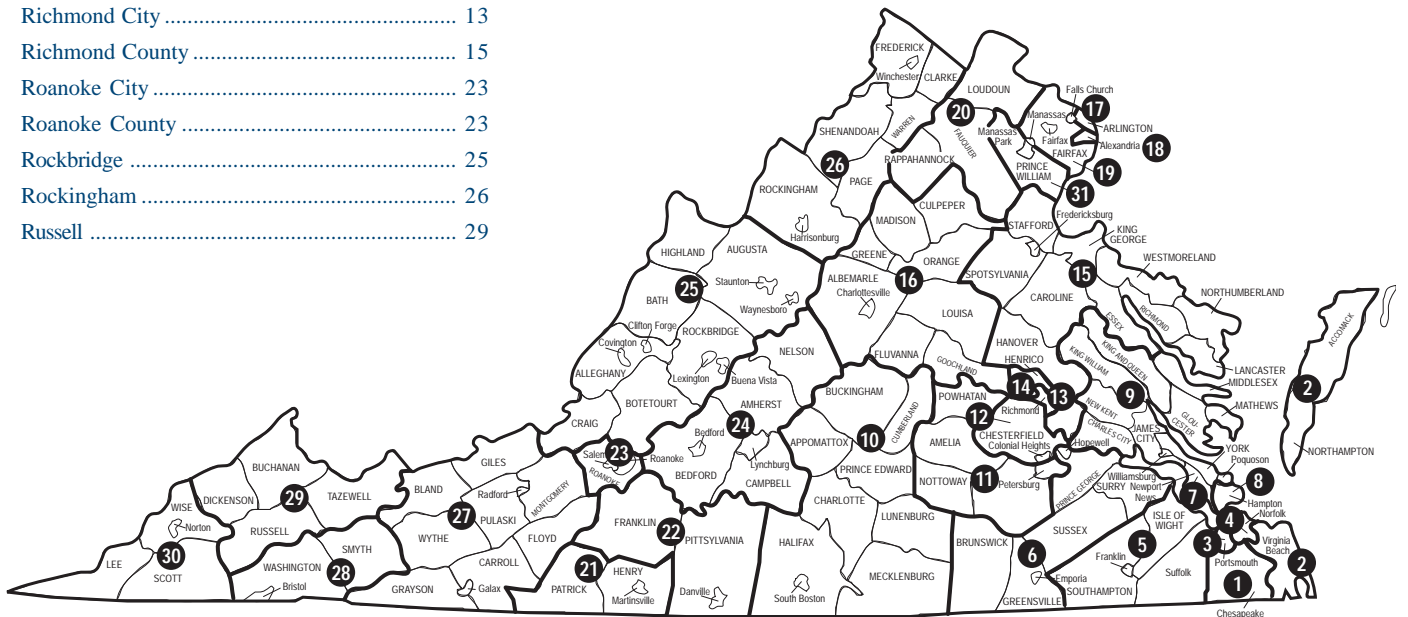 Richmond City ................................................................ 13
Richmond County ........................................................... 15
Roanoke City .................................................................. 23
Roanoke County ............................................................. 23
Rockbridge ..................................................................... 25
Rockingham ................................................................... 26
Russell ............................................................................ 29
FREDERICK
Winchester
CLARKE
LOUDOUN
Falls Church
17
20
Manassas
ARLINGTON
SHENANDOAH
WARREN
FAUQUIER
Manassas
Park
Fairfax
Alexandria
18
FAIRFAX
26
RAPPAHANNOCK
PRINCE
WILLIAM
19
ROCKINGHAM
PAGE
31
CULPEPER
Fredericksburg
MADISON
STAFFORD
Harrisonburg
KING
GEORGE
HIGHLAND
AUGUSTA
GREENE
ORANGE
WESTMORELAND
Staunton
ALBEMARLE
16
SPOTSYLVANIA
15
BATH
25
Charlottesville
CAROLINE
NORTHUMBERLAND
Waynesboro
ESSEX
RICHMOND
ACCOMACK
Clifton Forge
ROCKBRIDGE
LOUISA
Covington
NELSON
HANOVER
KING WILLIAM
KING AND QUEEN
FLUVANNA
GOOCHLAND
HENRICO
ALLEGHANY
Lexington
Buena Vista
LANCASTER
MIDDLESEX
BUCKINGHAM
POWHATAN
14
13
9
2
BOTETOURT
AMHERST
CUMBERLAND
Richmond
NEW KENT
MATHEWS
CRAIG
24
12
CHARLES CITY
GLOU-
CESTER
Bedford
APPOMATTOX
10
AMELIA
CHESTERFIELD
Colonial Heights
Hopewell
JAMES
CITY
Salem
23
Roanoke
YORK
NORTHAMPTON
GILES
ROANOKE
BEDFORD
Lynchburg
PRINCE EDWARD
Poquoson
BUCHANAN
BLAND
Radford
MONTGOMERY
CAMPBELL
NOTTOWAY
11
Petersburg
PRINCE GEORGE
Williamsburg
SURRY
Newport
News
7
8
DICKENSON
29
TAZEWELL
CHARLOTTE
Hampton
WISE
27
PULASKI
FRANKLIN
22
LUNENBURG
ISLE OF
WIGHT
4
Norfolk
Norton
RUSSELL
WYTHE
FLOYD
PITTSYLVANIA
HALIFAX
SUSSEX
Virginia
Beach
SMYTH
BRUNSWICK
6
5
3
LEE
30
WASHINGTON
28
CARROLL
21
HENRY
Franklin
Portsmouth
2
SCOTT
Bristol
GRAYSON
Galax
PATRICK
Martinsville
Danville
South Boston
MECKLENBURG
Emporia
Suffolk
1
GREENSVILLE
SOUTHAMPTON
Chesapeake